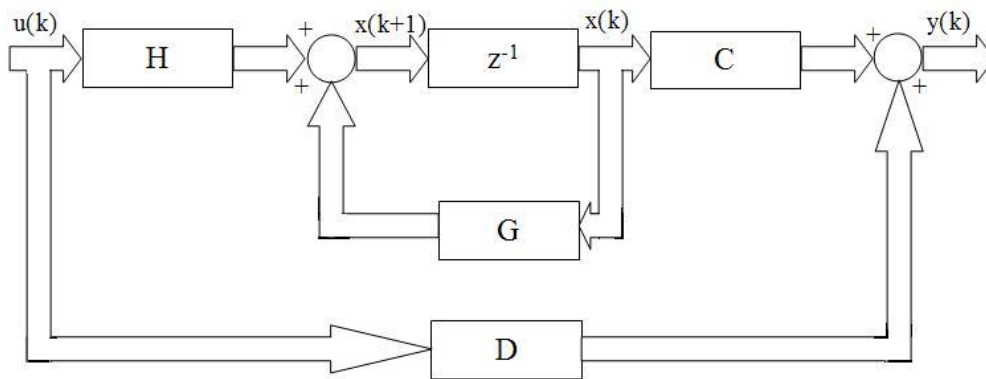 u(k)
H
+
+
x(k+1)
z⁻¹
x(k)
C
+
+
y(k)
G
D